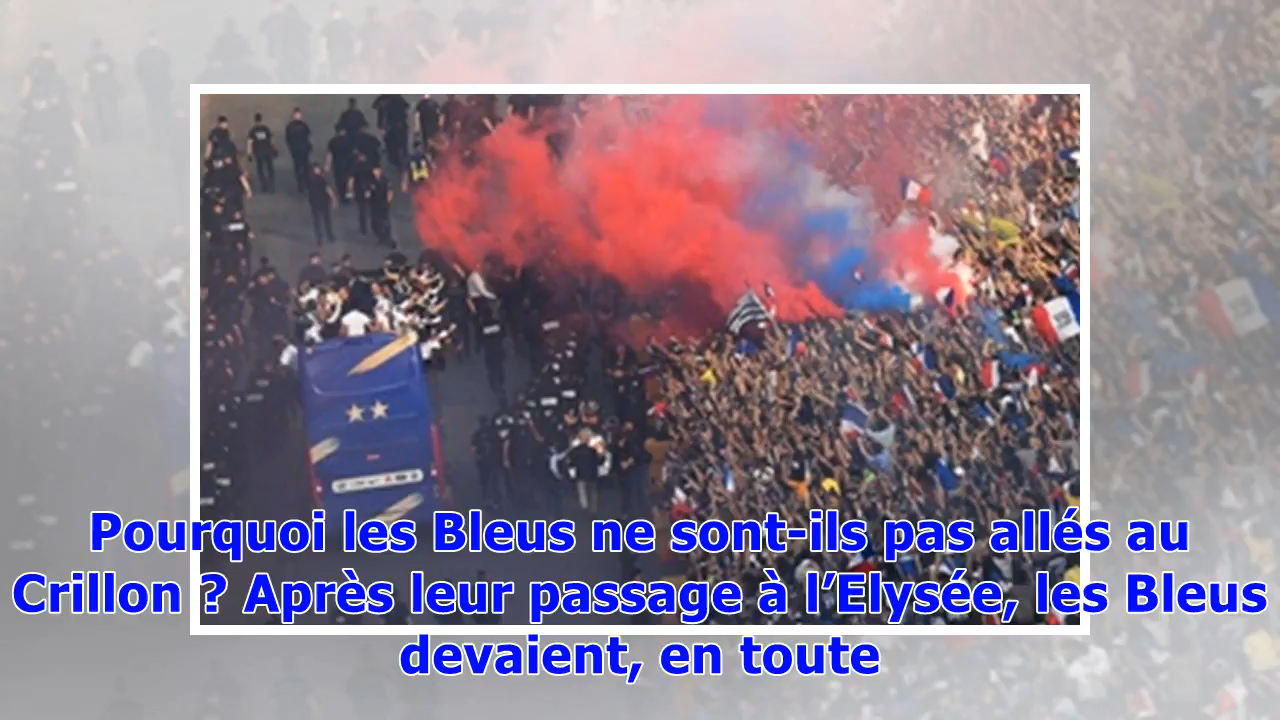 Pourquoi les Bleus ne sont-ils pas allés au
Crillon ? Après leur passage à l’Elysée, les Bleus
devaient, en toute